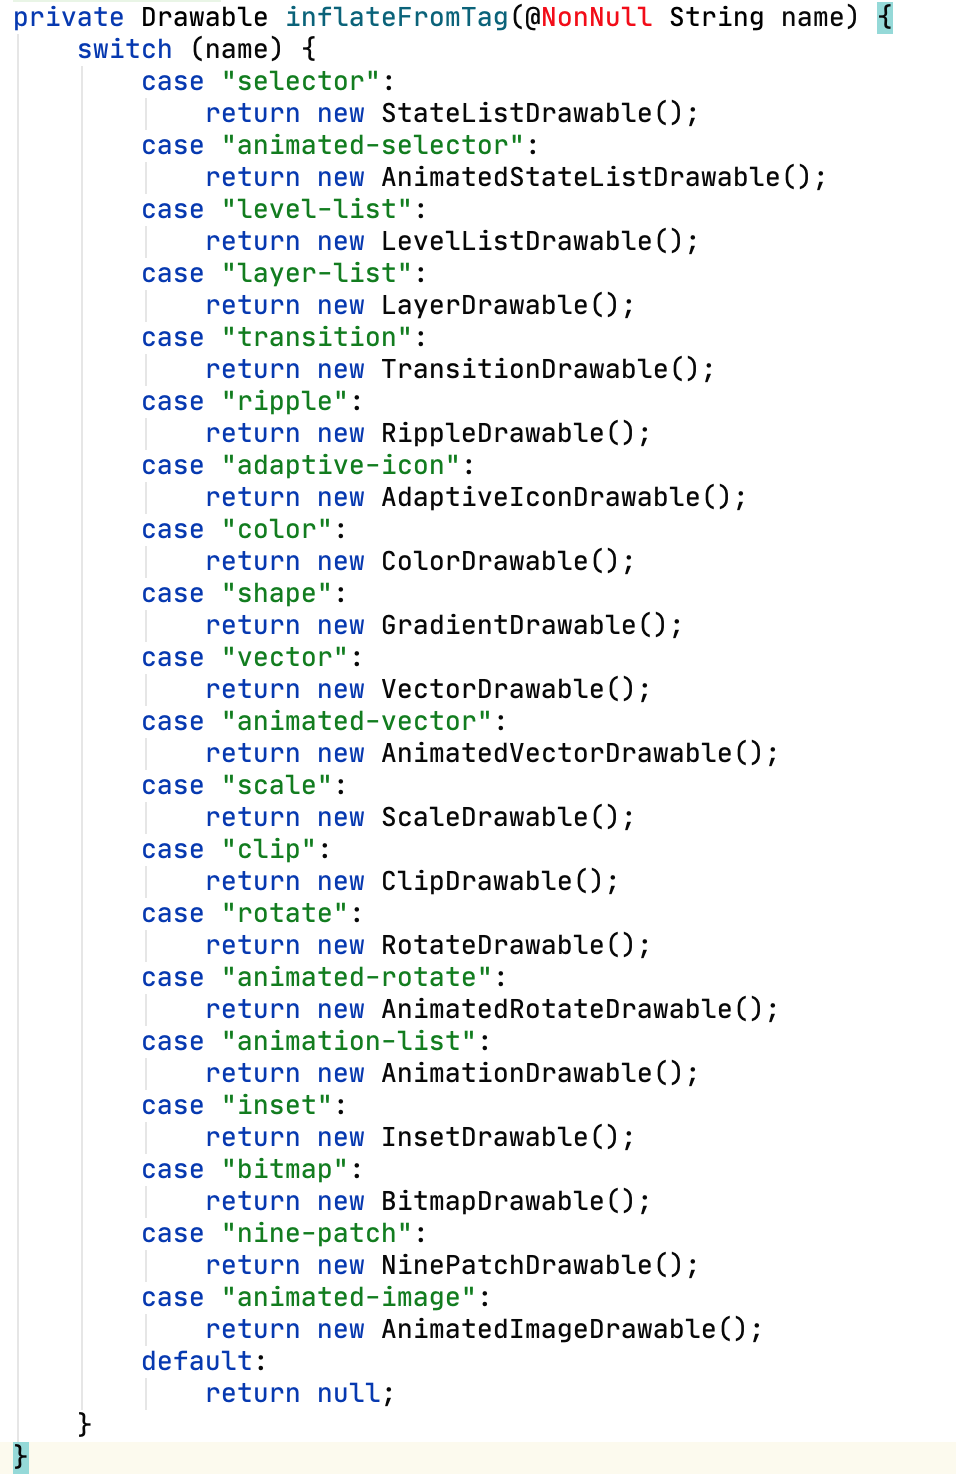 private Drawable inflateFromTag(@NonNull String name) {
    switch (name) {
        case "selector":
            return new StateListDrawable();
        case "animated-selector":
            return new AnimatedStateListDrawable();
        case "level-list":
            return new LevelListDrawable();
        case "layer-list":
            return new LayerDrawable();
        case "transition":
            return new TransitionDrawable();
        case "ripple":
            return new RippleDrawable();
        case "adaptive-icon":
            return new AdaptiveIconDrawable();
        case "color":
            return new ColorDrawable();
        case "shape":
            return new GradientDrawable();
        case "vector":
            return new VectorDrawable();
        case "animated-vector":
            return new AnimatedVectorDrawable();
        case "scale":
            return new ScaleDrawable();
        case "clip":
            return new ClipDrawable();
        case "rotate":
            return new RotateDrawable();
        case "animated-rotate":
            return new AnimatedRotateDrawable();
        case "animation-list":
            return new AnimationDrawable();
        case "inset":
            return new InsetDrawable();
        case "bitmap":
            return new BitmapDrawable();
        case "nine-patch":
            return new NinePatchDrawable();
        case "animated-image":
            return new AnimatedImageDrawable();
        default:
            return null;
    }
}